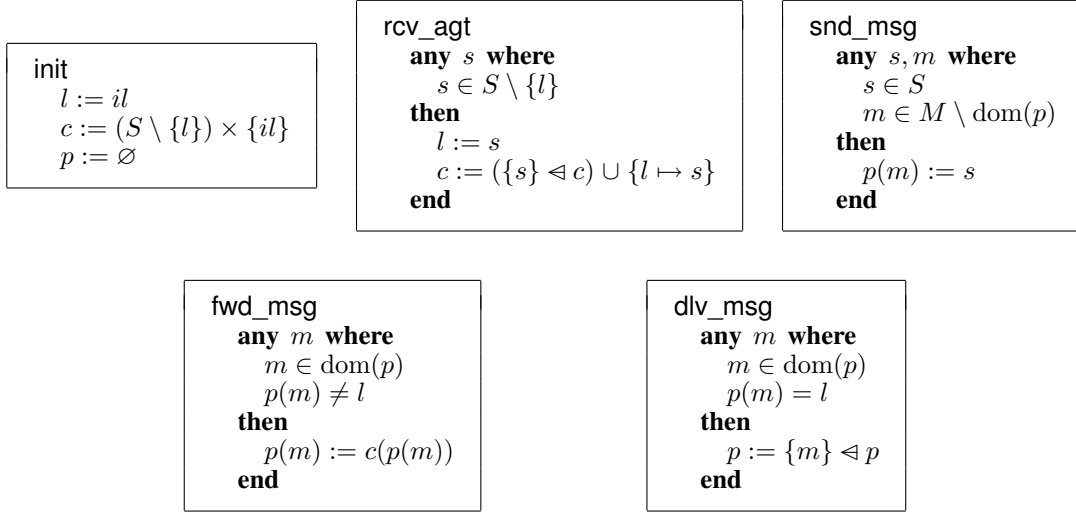 init
l := il
c := (S \ {l}) × {il}
p := ∅
rcv_agt
any s where
s ∈ S \ {l}
then
l := s
c := ({s} ⩤ c) ∪ {l ↦ s}
end
snd_msg
any s, m where
s ∈ S
m ∈ M \ dom(p)
then
p(m) := s
end
fwd_msg
any m where
m ∈ dom(p)
p(m) ≠ l
then
p(m) := c(p(m))
end
dlv_msg
any m where
m ∈ dom(p)
p(m) = l
then
p := {m} ⩤ p
end